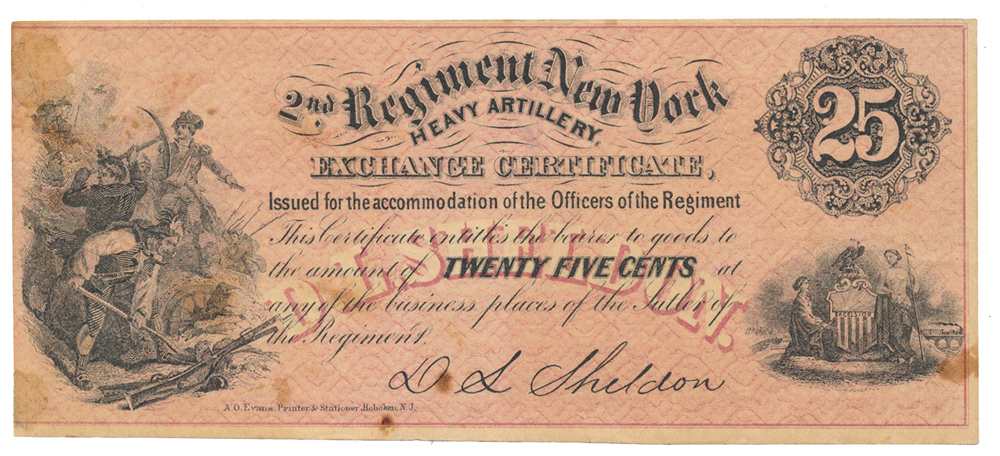 2nd Regiment New York
HEAVY ARTILLERY,
25
EXCHANGE CERTIFICATE,
Issued for the accommodation of the Officers of the Regiment
This Certificate entitles the bearer to goods to
the amount of TWENTY FIVE CENTS at
any of the business places of the Sutler of
the Regiment.
D. L. SHELDON.
EXCELSIOR
D S Sheldon
A.O. Evans, Printer & Stationer, Hoboken, N.J.